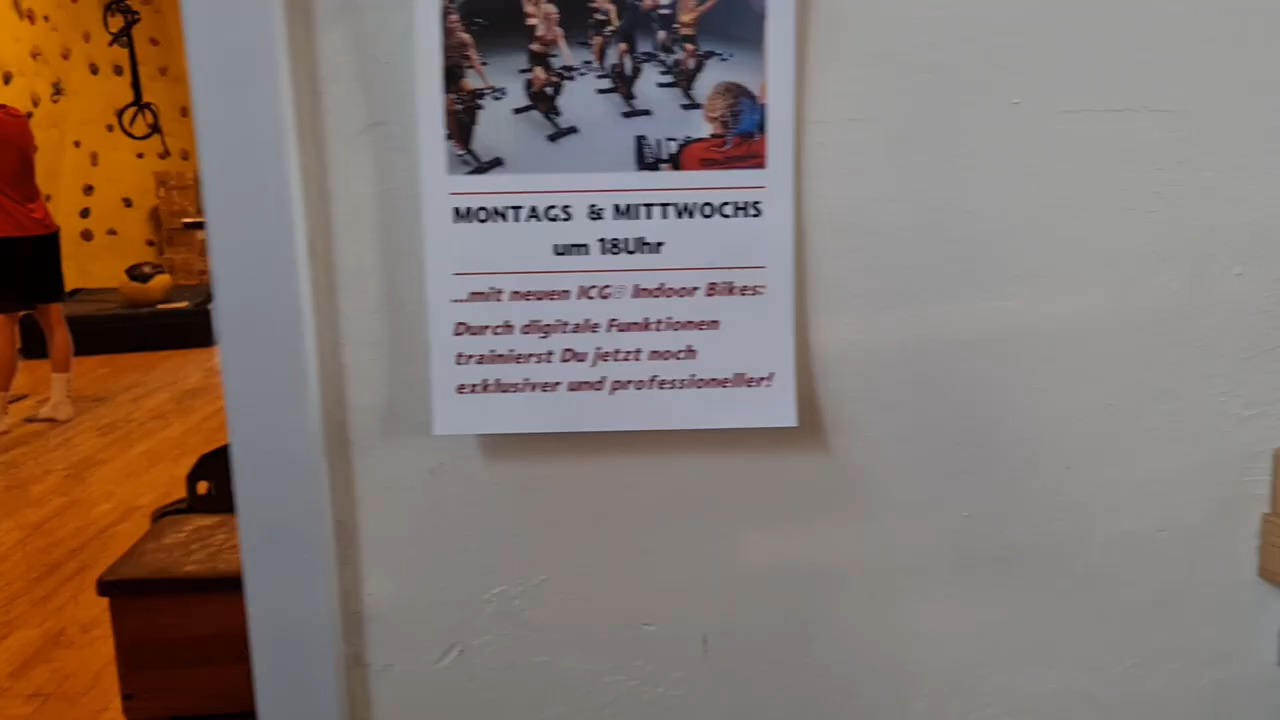 MONTAGS & MITTWOCHS
um 18Uhr
...mit neuen ICG® Indoor Bikes:
Durch digitale Funktionen
trainierst Du jetzt noch
exklusiver und professioneller!